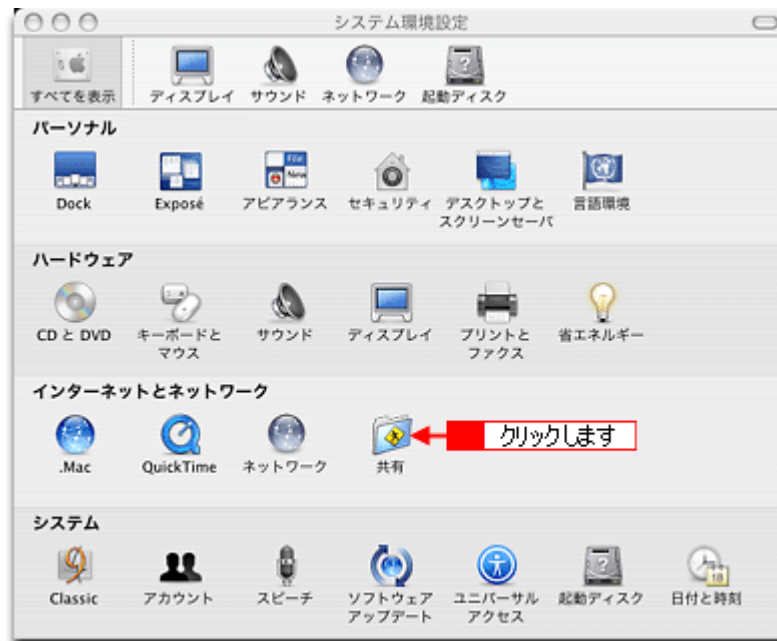 システム環境設定
すべてを表示
ディスプレイ
サウンド
ネットワーク
起動ディスク
パーソナル
Dock
Exposé
アピアランス
セキュリティ
デスクトップと
スクリーンセーバ
言語環境
ハードウェア
CD と DVD
キーボードと
マウス
サウンド
ディスプレイ
プリントと
ファクス
省エネルギー
インターネットとネットワーク
.Mac
QuickTime
ネットワーク
共有
クリックします
システム
Classic
アカウント
スピーチ
ソフトウェア
アップデート
ユニバーサル
アクセス
起動ディスク
日付と時刻
File
New
18